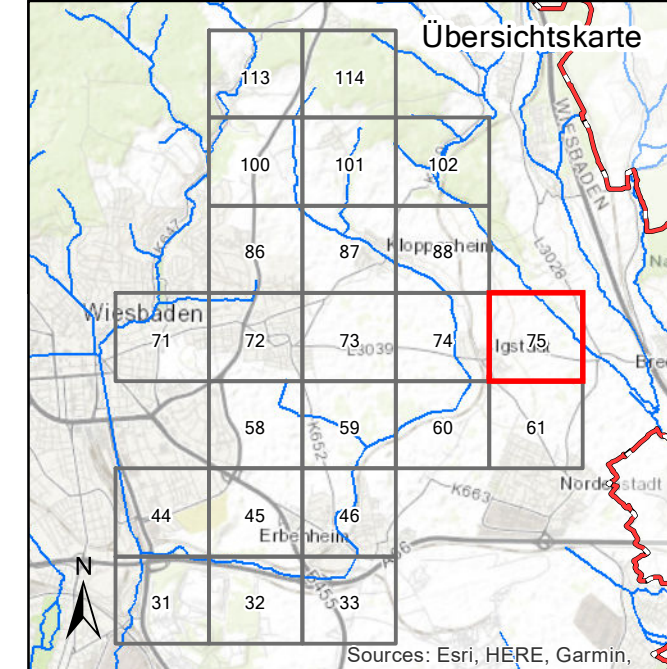 Übersichtskarte
113 114
WIESBADEN
100 101 102
K647
86 87 Kloppenheim 88
L3028
Wiesbaden
71 72 73 74 Igstadt 75
L3039
58 59 60 61
K652
44 45 46
K663
Erbenheim
A66
N
31 32 33
Sources: Esri, HERE, Garmin,